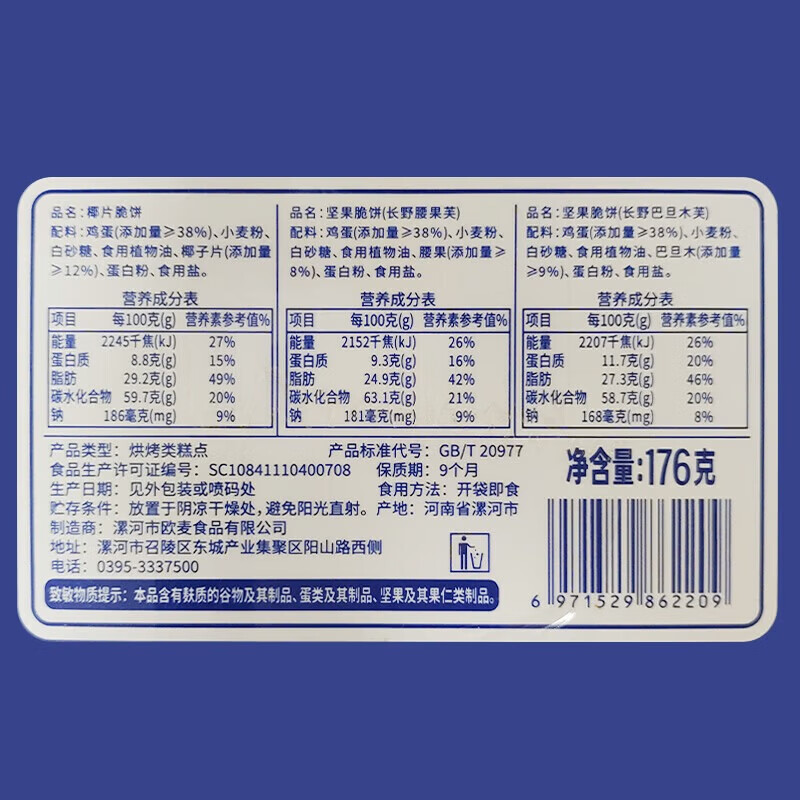 品名：椰片脆饼
配料：鸡蛋(添加量≥38%)、小麦粉、
白砂糖、食用植物油、椰子片(添加量
≥12%)、蛋白粉、食用盐。
营养成分表
项目 每100克(g) 营养素参考值%
能量 2245千焦(kJ) 27%
蛋白质 8.8克(g) 15%
脂肪 29.2克(g) 49%
碳水化合物 59.7克(g) 20%
钠 186毫克(mg) 9%
品名：坚果脆饼(长野腰果芙)
配料：鸡蛋(添加量≥38%)、小麦粉、
白砂糖、食用植物油、腰果(添加量≥
8%)、蛋白粉、食用盐。
营养成分表
项目 每100克(g) 营养素参考值%
能量 2152千焦(kJ) 26%
蛋白质 9.3克(g) 16%
脂肪 24.9克(g) 42%
碳水化合物 63.1克(g) 21%
钠 181毫克(mg) 9%
品名：坚果脆饼(长野巴旦木芙)
配料：鸡蛋(添加量≥38%)、小麦粉、
白砂糖、食用植物油、巴旦木(添加量
≥9%)、蛋白粉、食用盐。
营养成分表
项目 每100克(g) 营养素参考值%
能量 2207千焦(kJ) 26%
蛋白质 11.7克(g) 20%
脂肪 27.3克(g) 46%
碳水化合物 58.7克(g) 20%
钠 168毫克(mg) 8%
产品类型：烘烤类糕点 产品标准代号：GB/T 20977
食品生产许可证编号：SC10841110400708 保质期：9个月
生产日期：见外包装或喷码处 食用方法：开袋即食
贮存条件：放置于阴凉干燥处，避免阳光直射。 产地：河南省漯河市
制造商：漯河市欧麦食品有限公司
地址：漯河市召陵区东城产业集聚区阳山路西侧
电话：0395-3337500
致敏物质提示：本品含有麸质的谷物及其制品、蛋类及其制品、坚果及其果仁类制品。
净含量：176克
6 971529 862209